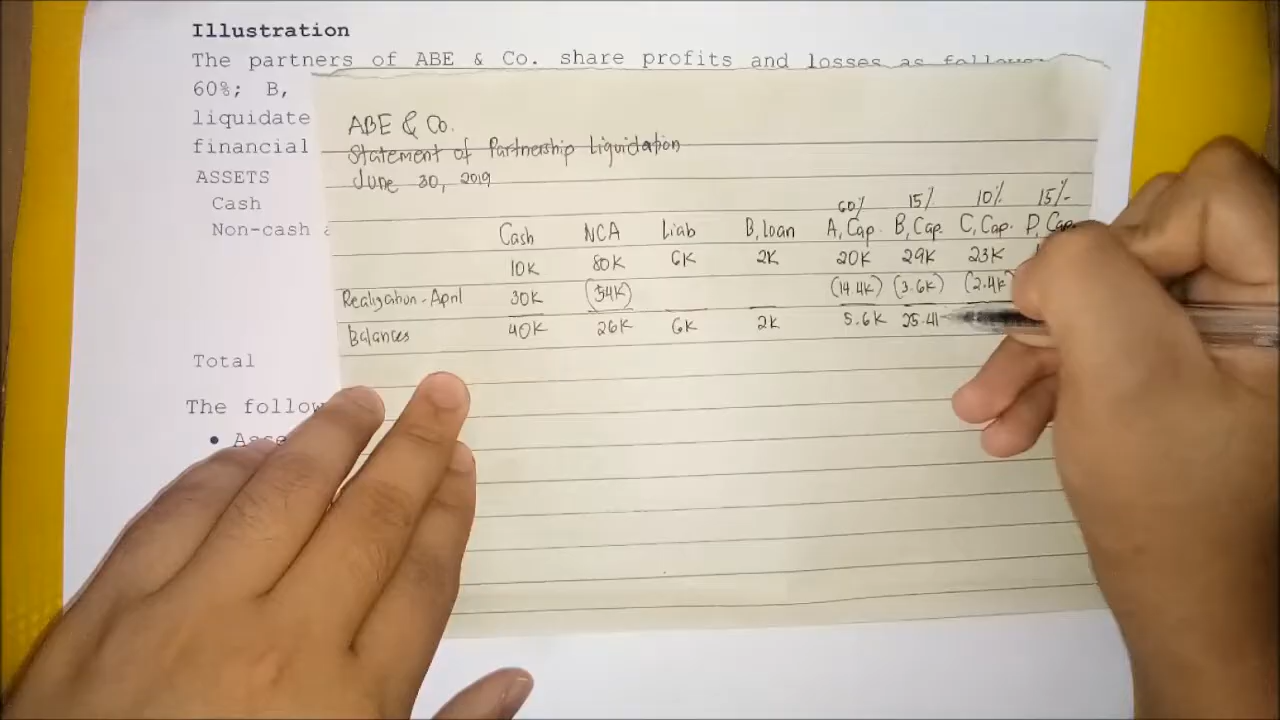 Illustration
The partners of ABE & Co. share profits and losses as follow
60%; B,
liquidate
financial
ASSETS
Cash
Non-cash
Total
The follow
• Asse
ABE & Co.
Statement of Partnership Liquidation
June 30, 2019
60% 15% 10% 15%
Cash NCA Liab B, Loan A, Cap. B, Cap. C, Cap. D, Cap.
10K 80K 6K 2K 20K 29K 23K
Realization - April 30K (54K) (14.4K) (3.6K) (2.4K
Balances 40K 26K 6K 2K 5.6K 25.4